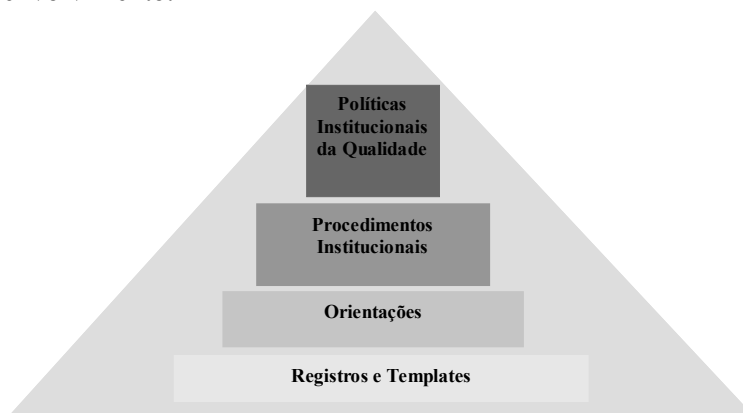 Políticas
Institucionais
da Qualidade
Procedimentos
Institucionais
Orientações
Registros e Templates